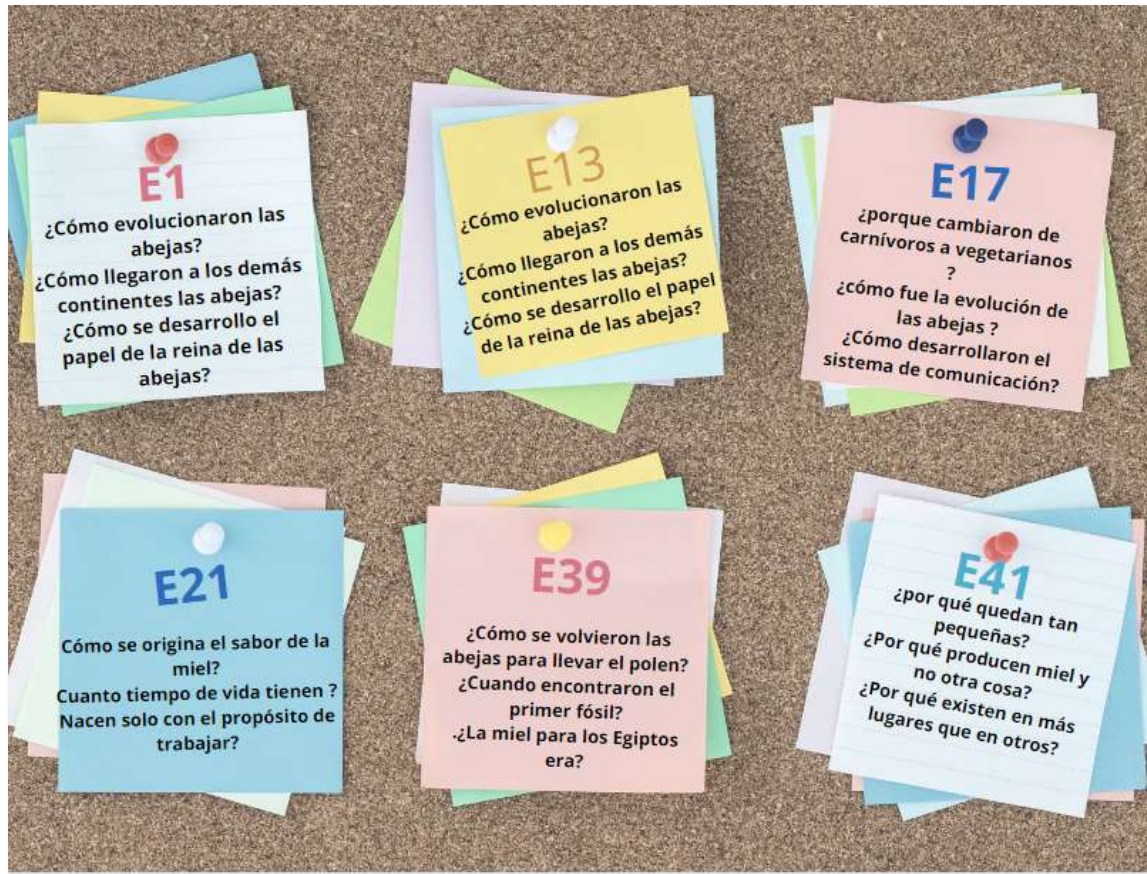 E1
¿Cómo evolucionaron las
abejas?
¿Cómo llegaron a los demás
continentes las abejas?
¿Cómo se desarrollo el
papel de la reina de las
abejas?
E13
¿Cómo evolucionaron las
abejas?
¿Cómo llegaron a los demás
continentes las abejas?
¿Cómo se desarrollo el papel
de la reina de las abejas?
E17
¿porque cambiaron de
carnívoros a vegetarianos
?
¿cómo fue la evolución de
las abejas ?
¿Cómo desarrollaron el
sistema de comunicación?
E21
Cómo se origina el sabor de la
miel?
Cuanto tiempo de vida tienen ?
Nacen solo con el propósito de
trabajar?
E39
¿Cómo se volvieron las
abejas para llevar el polen?
¿Cuando encontraron el
primer fósil?
.¿La miel para los Egiptos
era?
E41
¿por qué quedan tan
pequeñas?
¿Por qué producen miel y
no otra cosa?
¿Por qué existen en más
lugares que en otros?